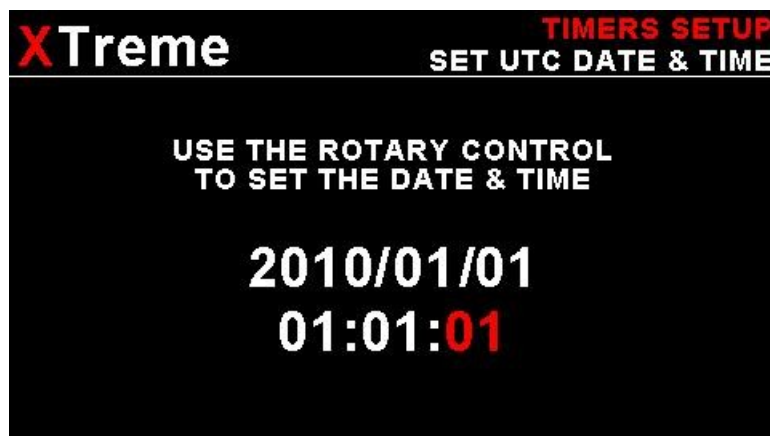 XTreme
TIMERS SETUP
SET UTC DATE & TIME
USE THE ROTARY CONTROL
TO SET THE DATE & TIME
2010/01/01
01:01:01